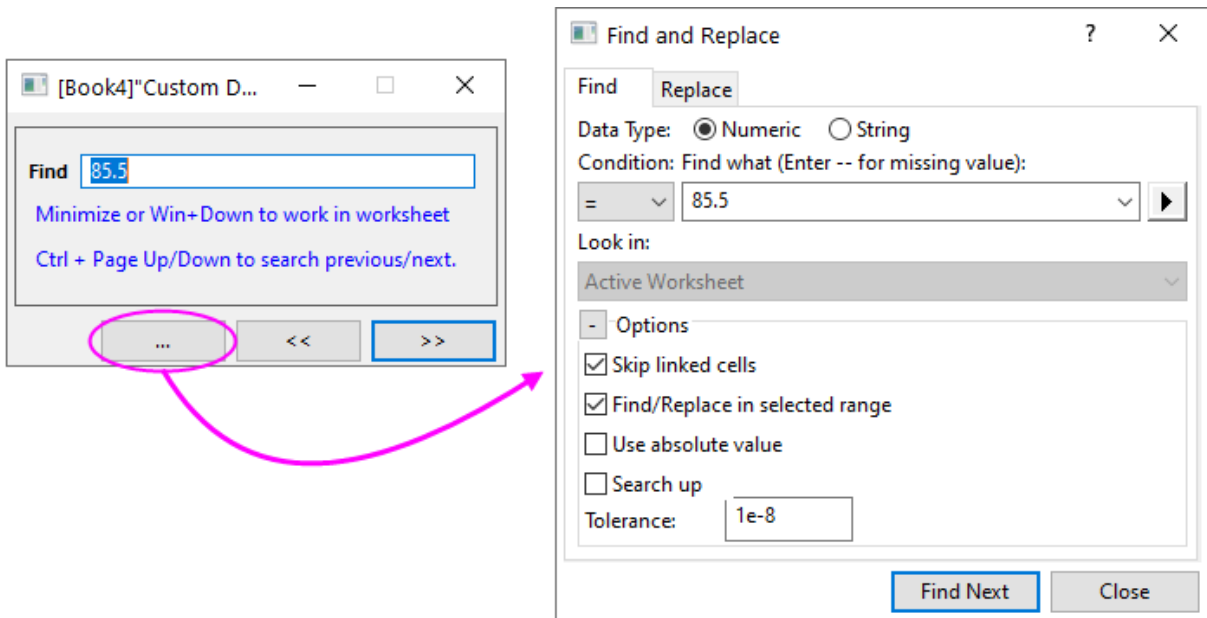 [Book4]"Custom D...
Find 85.5
Minimize or Win+Down to work in worksheet
Ctrl + Page Up/Down to search previous/next.
... << >>
Find and Replace ?
Find Replace
Data Type: Numeric String
Condition: Find what (Enter -- for missing value):
= 85.5
Look in:
Active Worksheet
- Options
Skip linked cells
Find/Replace in selected range
Use absolute value
Search up
Tolerance: 1e-8
Find Next Close